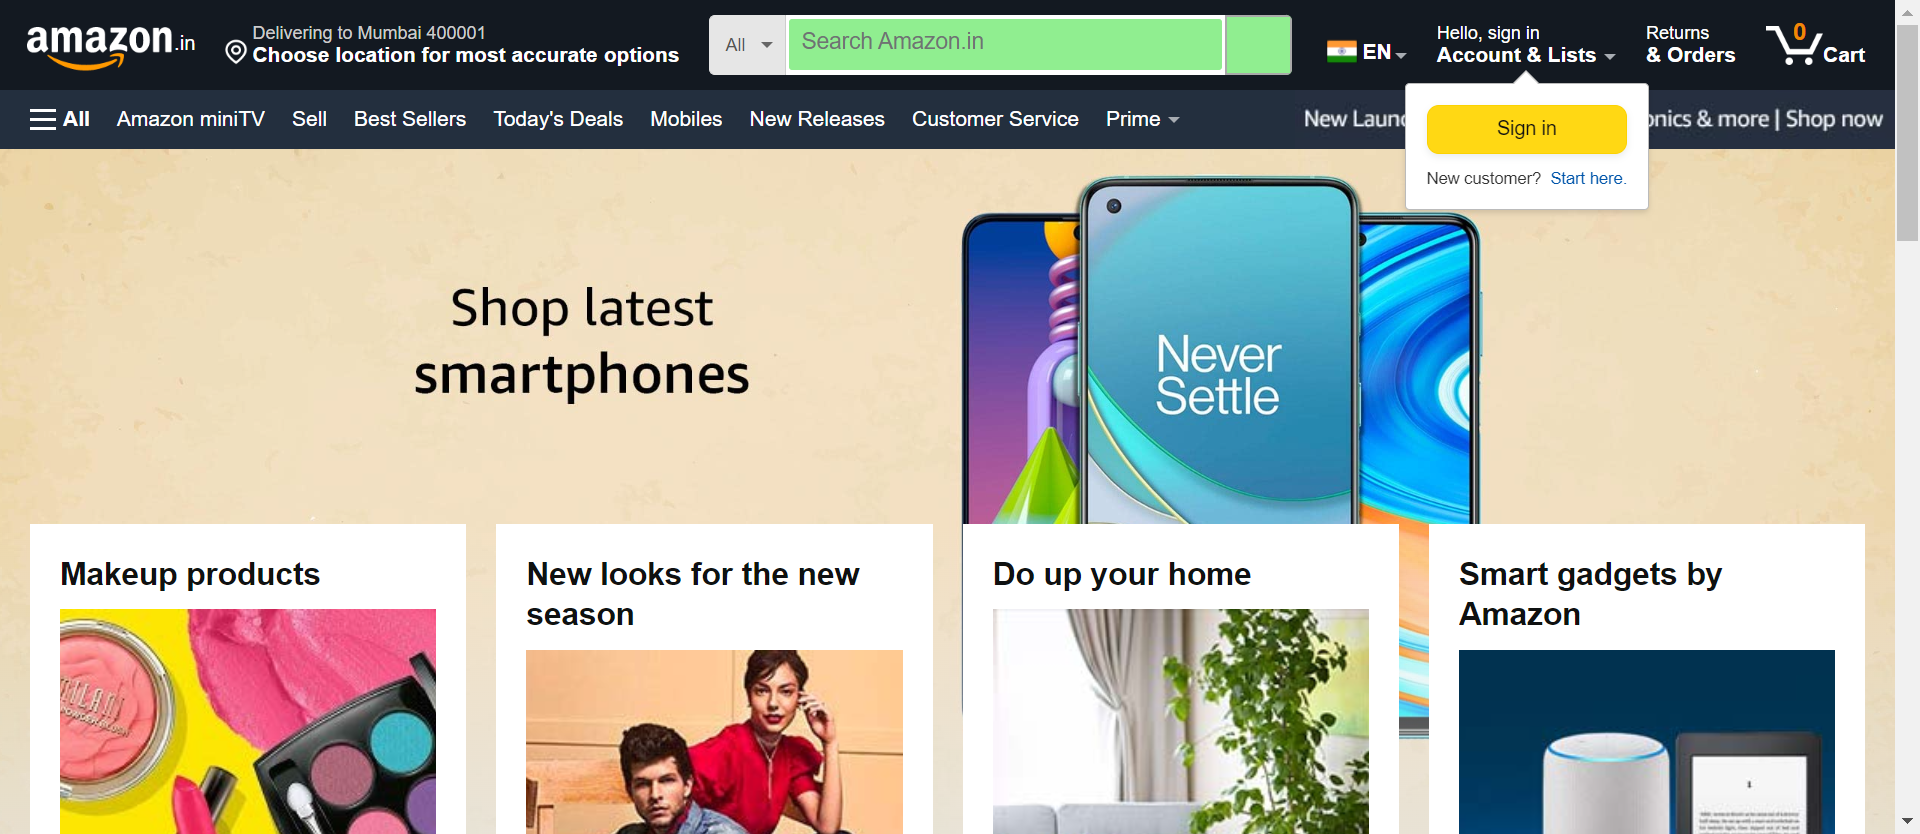 amazon.in
Delivering to Mumbai 400001
Choose location for most accurate options
All
Search Amazon.in
EN
Hello, sign in
Account & Lists
Returns
& Orders
0
Cart
All
Amazon miniTV
Sell
Best Sellers
Today's Deals
Mobiles
New Releases
Customer Service
Prime
New Laun
onics & more | Shop now
Sign in
New customer? Start here.
Shop latest
smartphones
Never
Settle
Makeup products
New looks for the new
season
Do up your home
Smart gadgets by
Amazon
MILANI